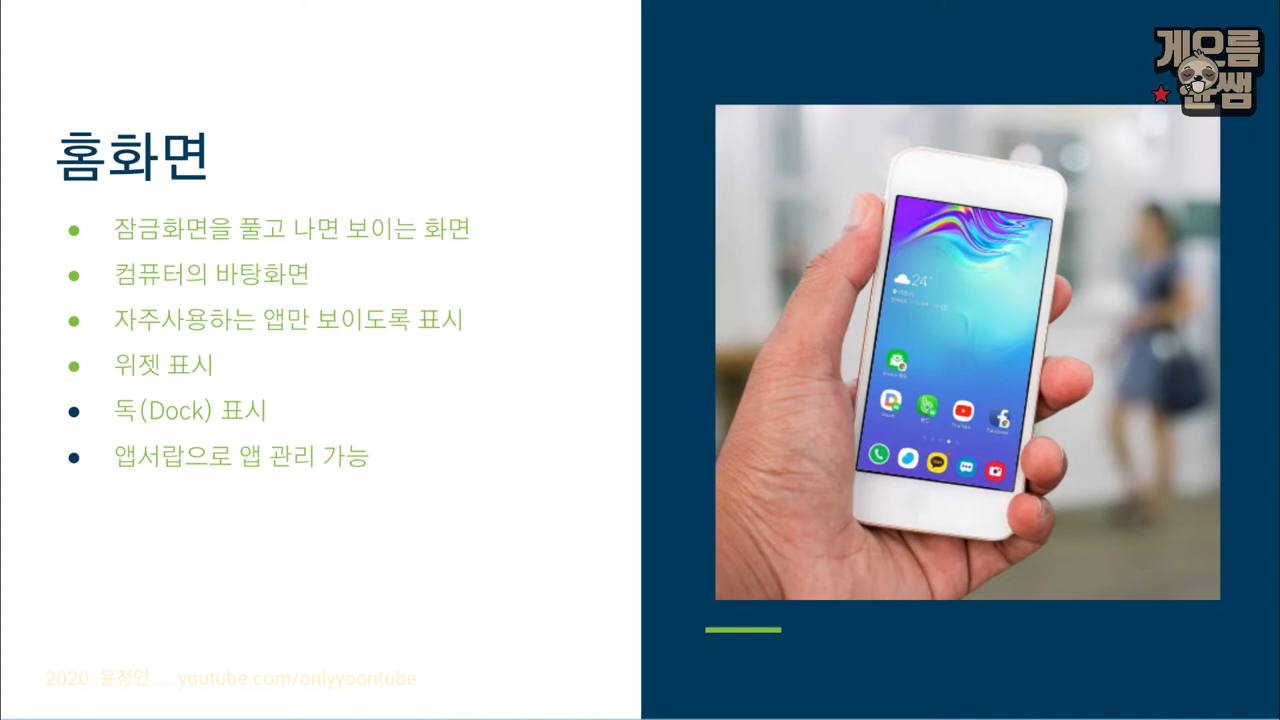 게으름
윤쌤
홈화면
잠금화면을 풀고 나면 보이는 화면
컴퓨터의 바탕화면
자주사용하는 앱만 보이도록 표시
위젯 표시
독(Dock) 표시
앱서랍으로 앱 관리 가능
24°
YouTube
2020 .윤정연 .... youtube.com/onlyyoontube